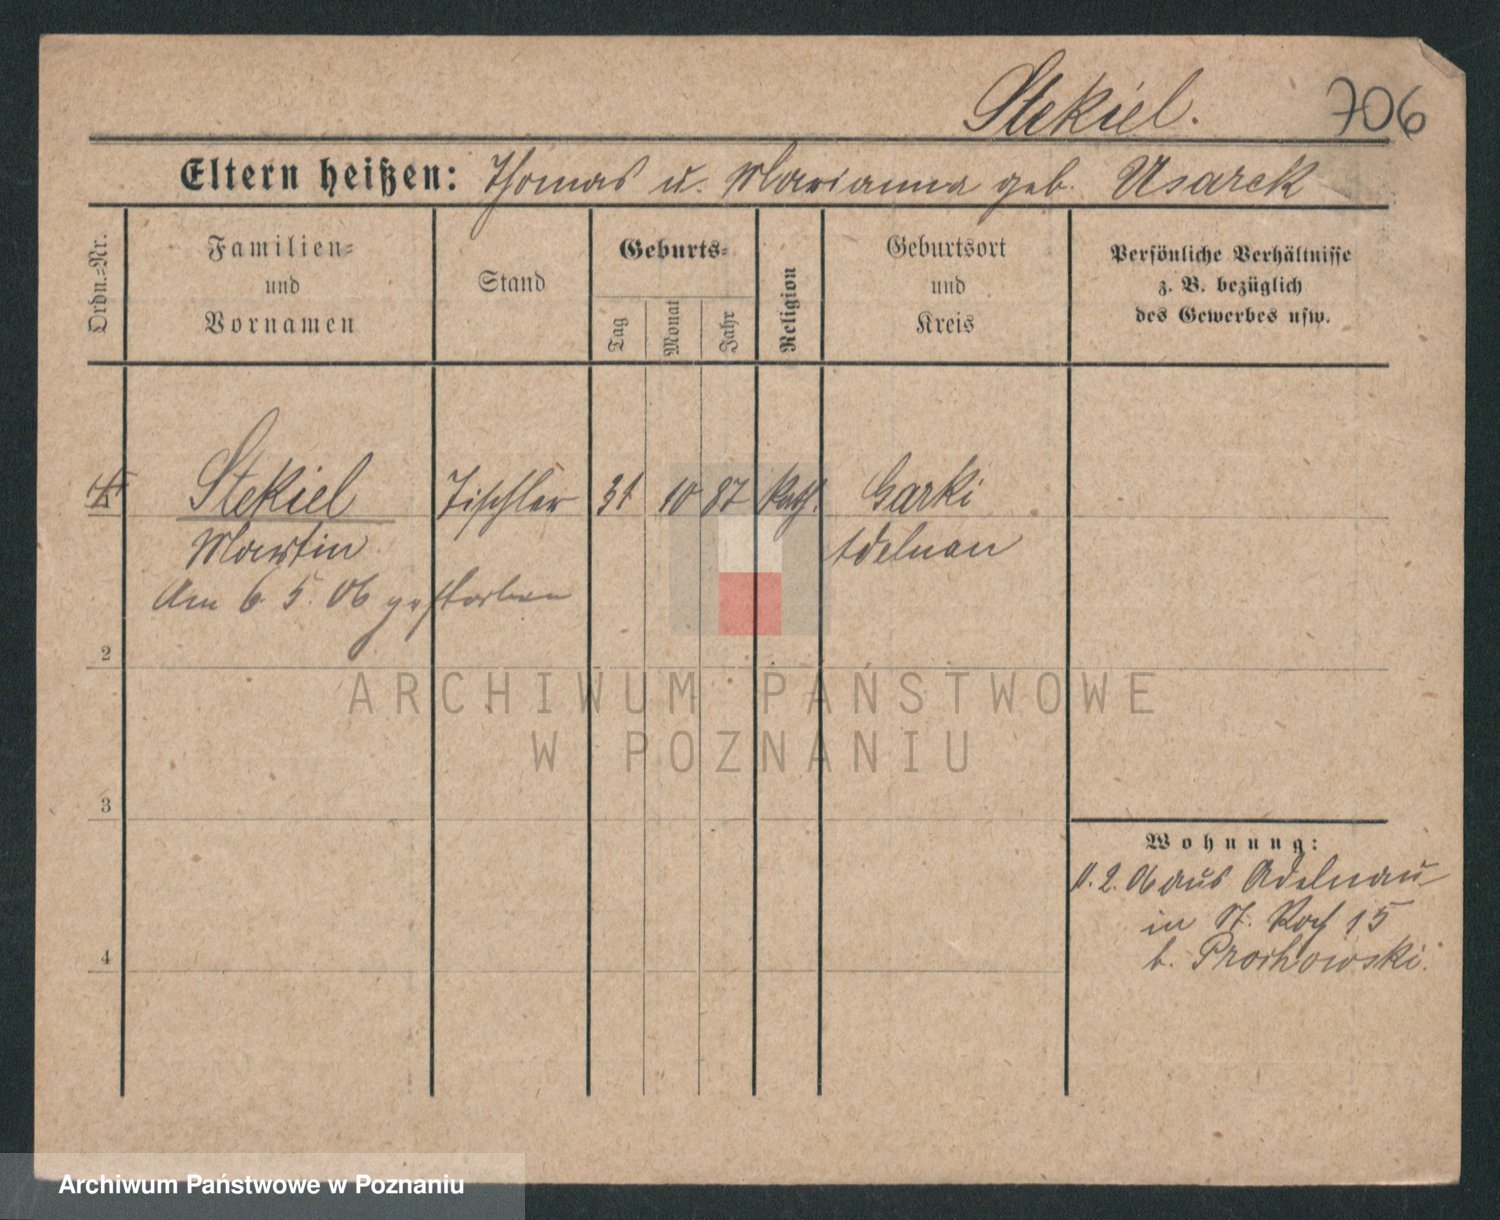 Stekiel.
706
Eltern heißen: Thomas u. Marianna geb. Usarek
Ordn.=Nr.
Familien=
und
Vornamen
Stand
Geburts=
Tag
Monat
Jahr
Religion
Geburtsort
und
Kreis
Persönliche Verhältnisse
z. B. bezüglich
des Gewerbes usw.
1
Stekiel Tischler 31 10 87 Kath. Garki
Martin Adelnau
Am 6. 5. 06 gestorben
2
ARCHIWUM PAŃSTWOWE
W POZNANIU
3
4
Wohnung:
2. 06 aus Adelnau
in St. Roch 15
b. Prochowski.
Archiwum Państwowe w Poznaniu